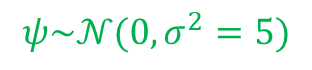 ψ~𝒩(0, σ² = 5)